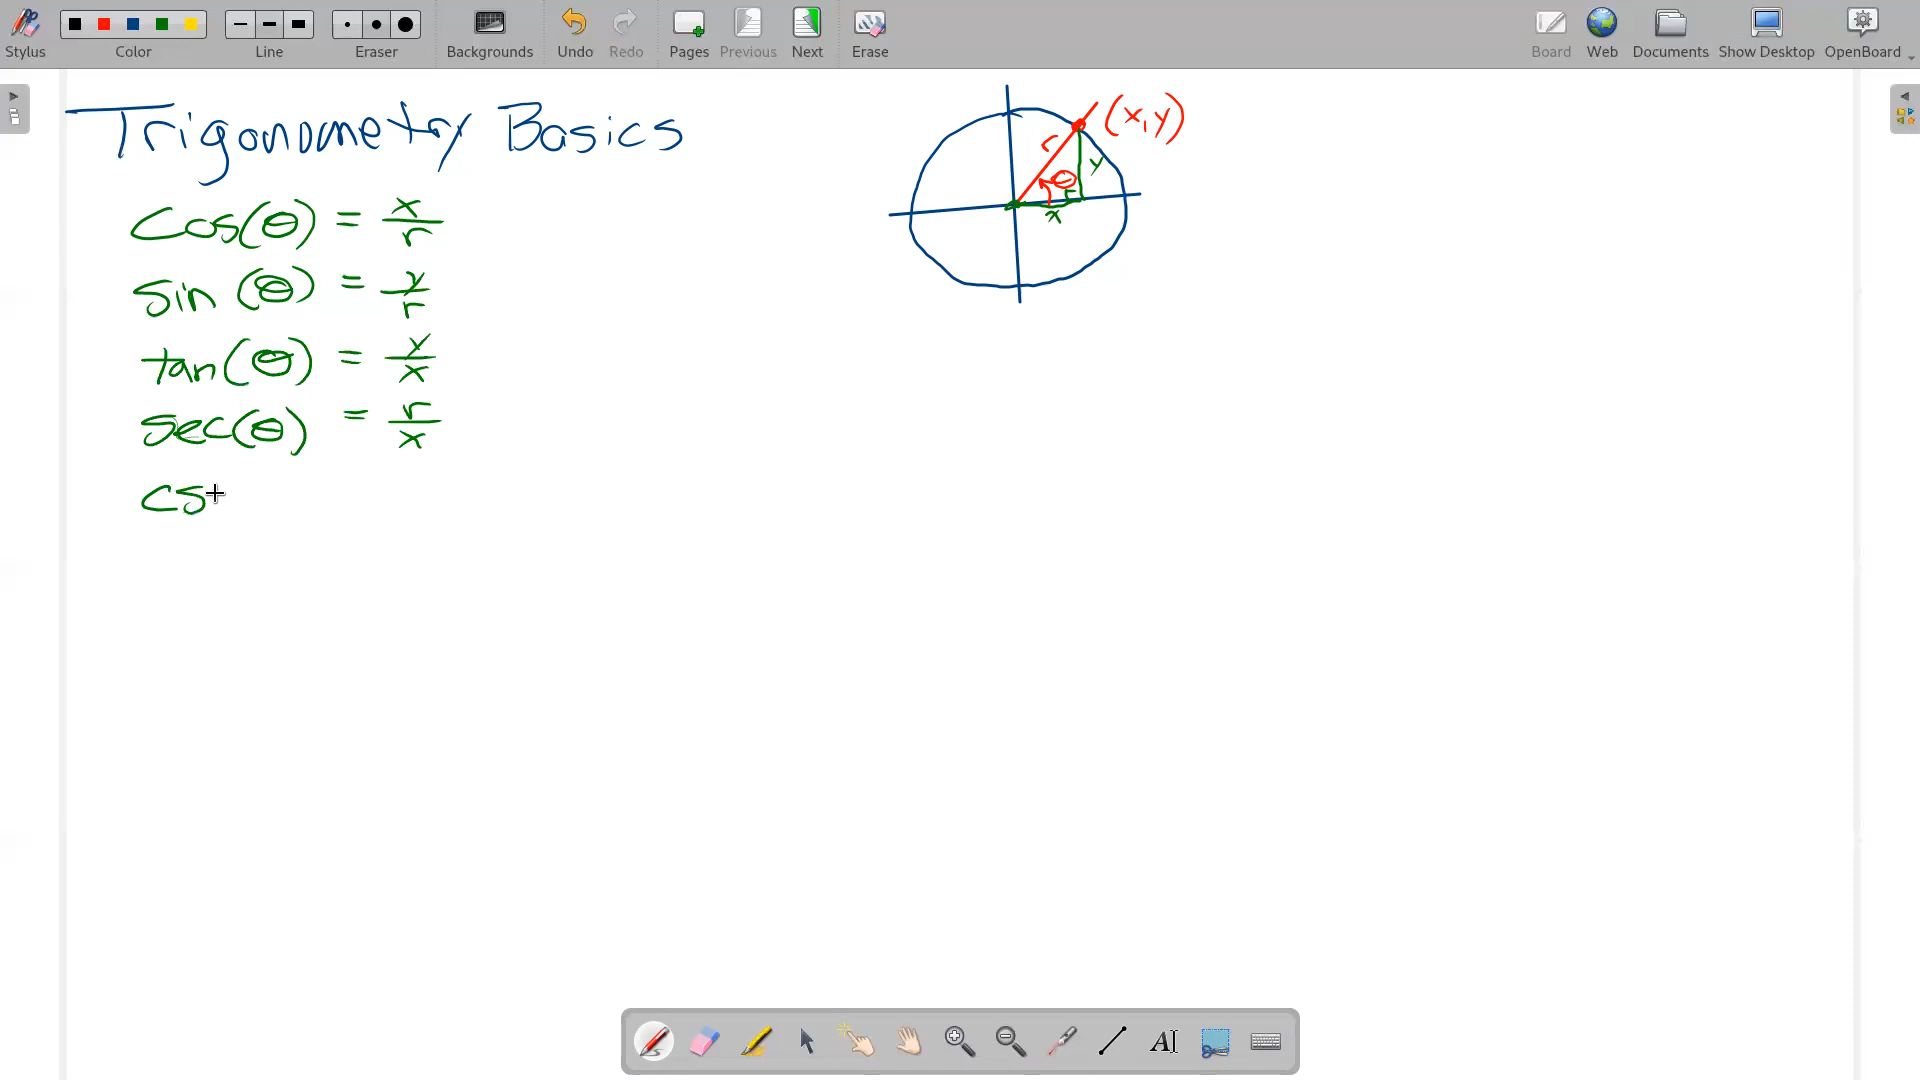 Stylus Color Line Eraser Backgrounds Undo Redo Pages Previous Next Erase Board Web Documents Show Desktop OpenBoard
Trigonometry Basics
(x,y)
r
y
θ
x
cos(θ) = x/r
sin(θ) = y/r
tan(θ) = y/x
sec(θ) = r/x
cs